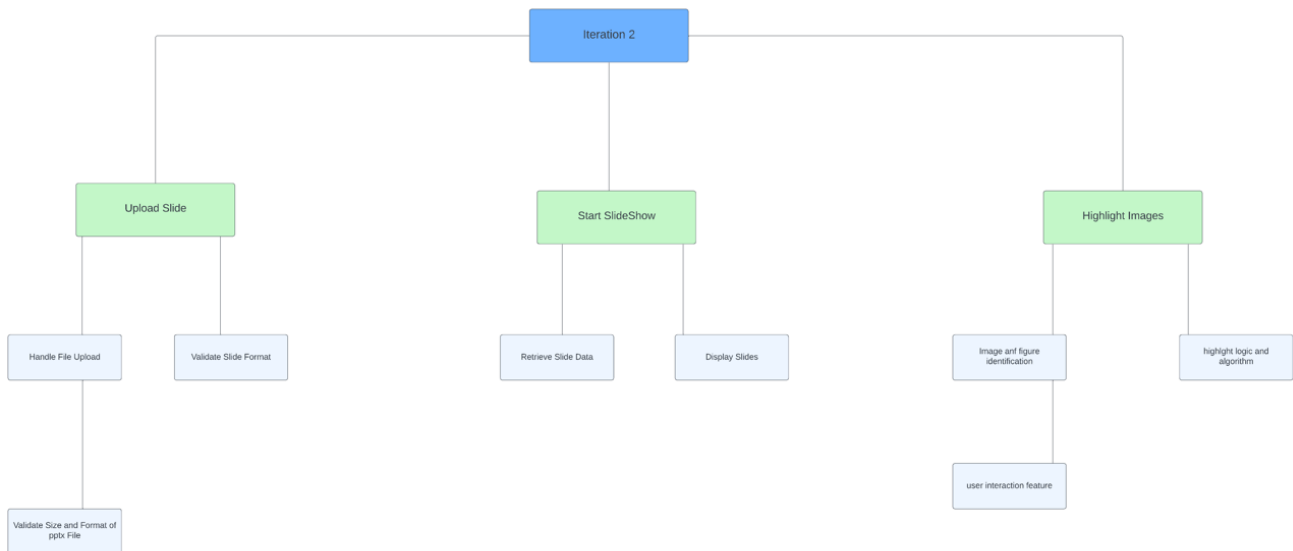 Iteration 2
Upload Slide
Start SlideShow
Highlight Images
Handle File Upload
Validate Slide Format
Retrieve Slide Data
Display Slides
Image anf figure
identification
highlght logic and
algorithm
user interaction feature
Validate Size and Format of
pptx File